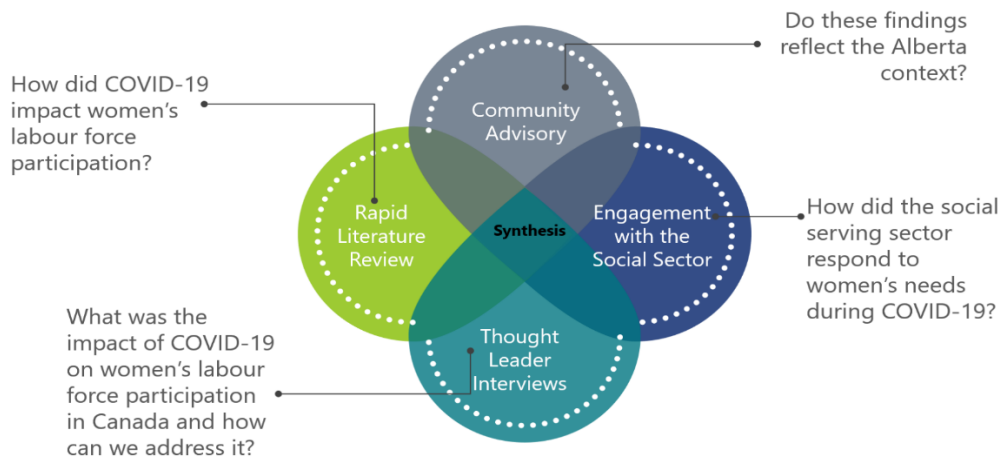 Do these findings
reflect the Alberta
context?
How did COVID-19
impact women's
labour force
participation?
Community
Advisory
Rapid
Literature
Review
Synthesis
Engagement
with the
Social Sector
How did the social
serving sector
respond to
women's needs
during COVID-19?
What was the
impact of COVID-19
on women's labour
force participation
in Canada and how
can we address it?
Thought
Leader
Interviews